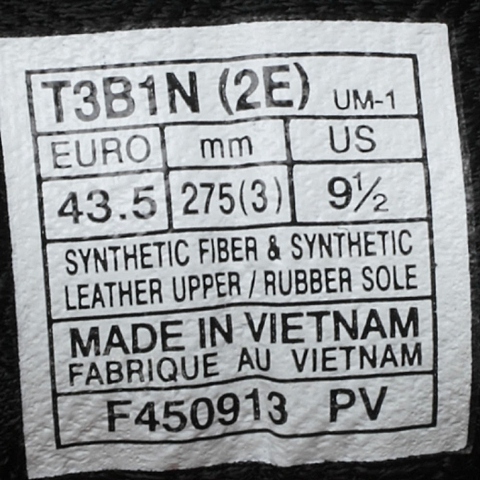 T3B1N (2E) UM-1
EURO mm US
43.5 275(3) 9½
SYNTHETIC FIBER & SYNTHETIC
LEATHER UPPER / RUBBER SOLE
MADE IN VIETNAM
FABRIQUE AU VIETNAM
F450913 PV